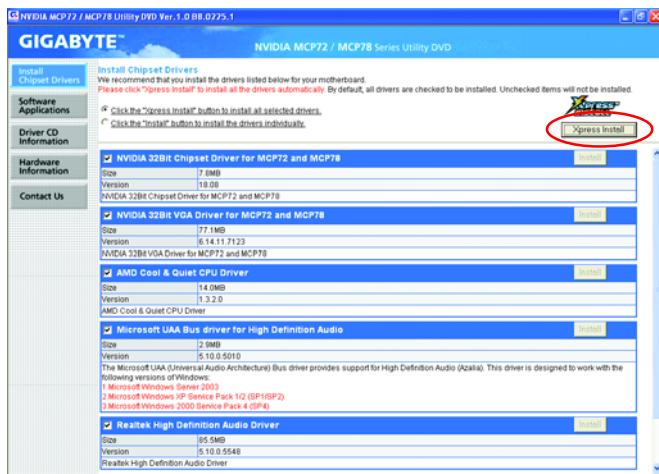 NVIDIA MCP72 / MCP78 Utility DVD Ver.1.0 B8.0225.1
GIGABYTE™
NVIDIA MCP72 / MCP78 Series Utility DVD
Install
Chipset Drivers
Software
Applications
Driver CD
Information
Hardware
Information
Contact Us
Install Chipset Drivers
We recommend that you install the drivers listed below for your motherboard.
Please click "Xpress Install" to install all the drivers automatically. By default, all drivers are checked to be installed. Unchecked items will not be installed.
Click the "Xpress Install" button to install all selected drivers.
Click the "Install" button to install the drivers individually.
Xpress
Xpress Install
NVIDIA 32Bit Chipset Driver for MCP72 and MCP78 Install
Size 7.8MB
Version 18.08
NVIDIA 32Bit Chipset Driver for MCP72 and MCP78
NVIDIA 32Bit VGA Driver for MCP72 and MCP78 Install
Size 77.1MB
Version 6.14.11.7123
NVIDIA 32Bit VGA Driver for MCP72 and MCP78
AMD Cool & Quiet CPU Driver Install
Size 14.0MB
Version 1.3.2.0
AMD Cool & Quiet CPU Driver
Microsoft UAA Bus driver for High Definition Audio Install
Size 2.9MB
Version 5.10.0.5010
The Microsoft UAA (Universal Audio Architecture) Bus driver provides support for High Definition Audio (Azalia). This driver is designed to work with the
following versions of Windows:
1.Microsoft Windows Server 2003
2.Microsoft Windows XP Service Pack 1/2 (SP1/SP2)
3.Microsoft Windows 2000 Service Pack 4 (SP4)
Realtek High Definition Audio Driver Install
Size 85.5MB
Version 5.10.0.5548
Realtek High Definition Audio Driver